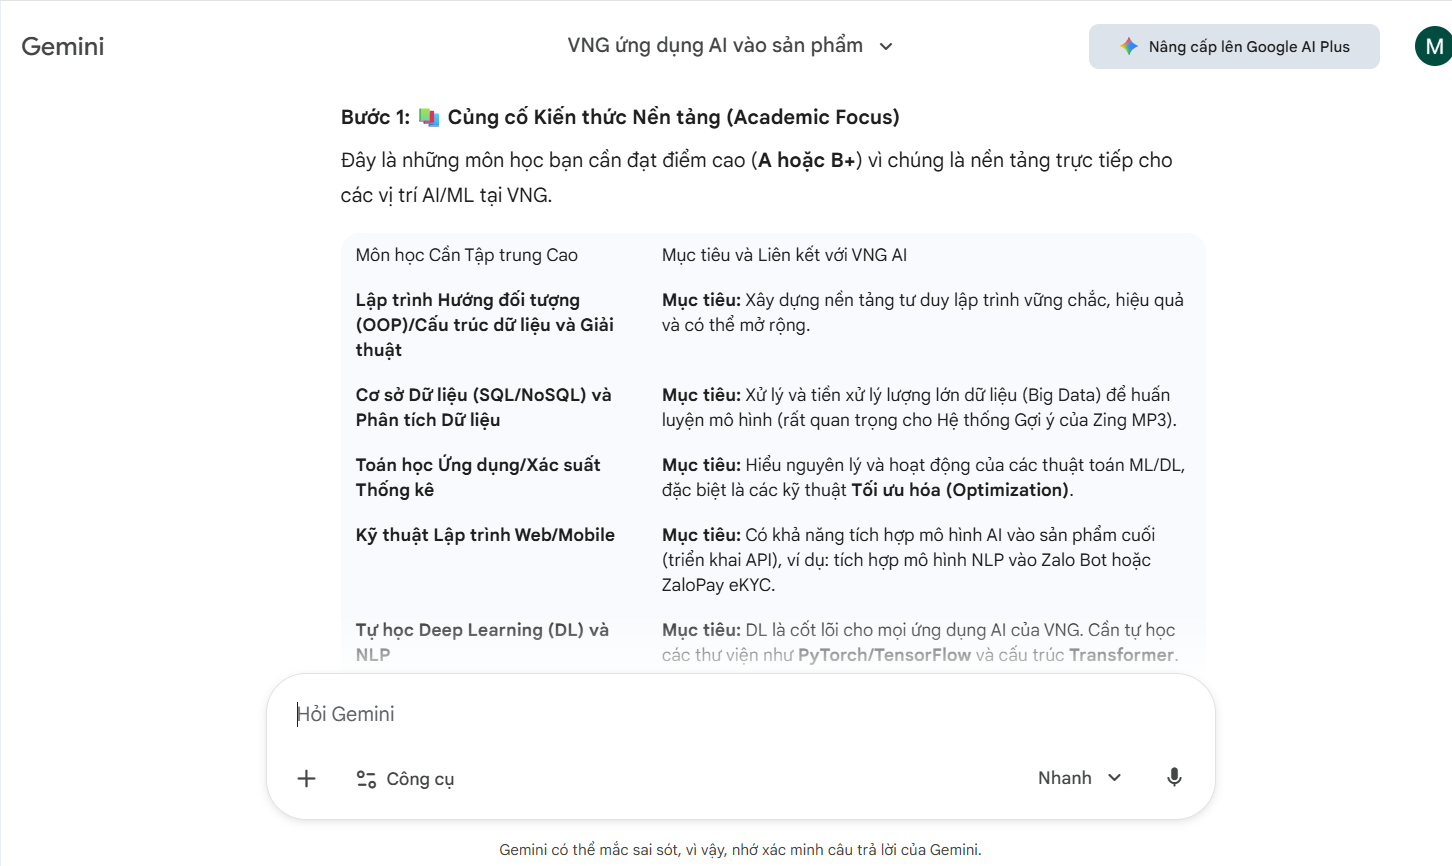 Gemini
VNG ứng dụng AI vào sản phẩm
Nâng cấp lên Google AI Plus
M
Bước 1: 📚 Củng cố Kiến thức Nền tảng (Academic Focus)
Đây là những môn học bạn cần đạt điểm cao (A hoặc B+) vì chúng là nền tảng trực tiếp cho
các vị trí AI/ML tại VNG.
Môn học Cần Tập trung Cao
Mục tiêu và Liên kết với VNG AI
Lập trình Hướng đối tượng
(OOP)/Cấu trúc dữ liệu và Giải
thuật
Mục tiêu: Xây dựng nền tảng tư duy lập trình vững chắc, hiệu quả
và có thể mở rộng.
Cơ sở Dữ liệu (SQL/NoSQL) và
Phân tích Dữ liệu
Mục tiêu: Xử lý và tiền xử lý lượng lớn dữ liệu (Big Data) để huấn
luyện mô hình (rất quan trọng cho Hệ thống Gợi ý của Zing MP3).
Toán học Ứng dụng/Xác suất
Thống kê
Mục tiêu: Hiểu nguyên lý và hoạt động của các thuật toán ML/DL,
đặc biệt là các kỹ thuật Tối ưu hóa (Optimization).
Kỹ thuật Lập trình Web/Mobile
Mục tiêu: Có khả năng tích hợp mô hình AI vào sản phẩm cuối
(triển khai API), ví dụ: tích hợp mô hình NLP vào Zalo Bot hoặc
ZaloPay eKYC.
Tự học Deep Learning (DL) và
NLP
Mục tiêu: DL là cốt lõi cho mọi ứng dụng AI của VNG. Cần tự học
các thư viện như PyTorch/TensorFlow và cấu trúc Transformer.
Hỏi Gemini
Công cụ
Nhanh
Gemini có thể mắc sai sót, vì vậy, nhớ xác minh câu trả lời của Gemini.